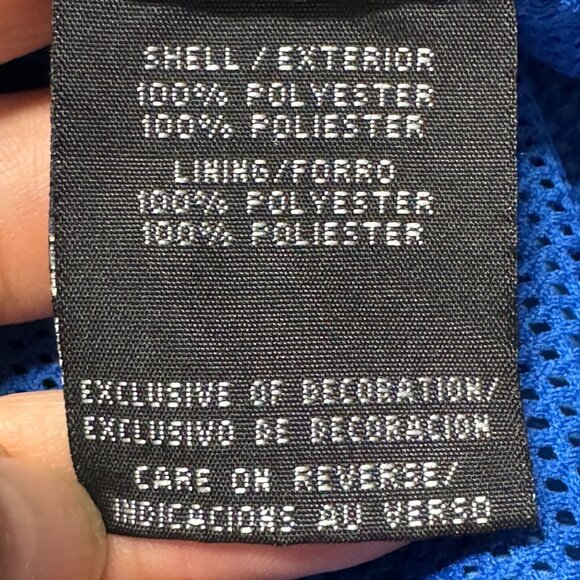 SHELL/EXTERIOR
100% POLYESTER
100% POLIESTER
LINING/FORRO
100% POLYESTER
100% POLIESTER
EXCLUSIVE OF DECORATION/
EXCLUSIVO DE DECORACION
CARE ON REVERSE/
INDICACIONS AU VERSO